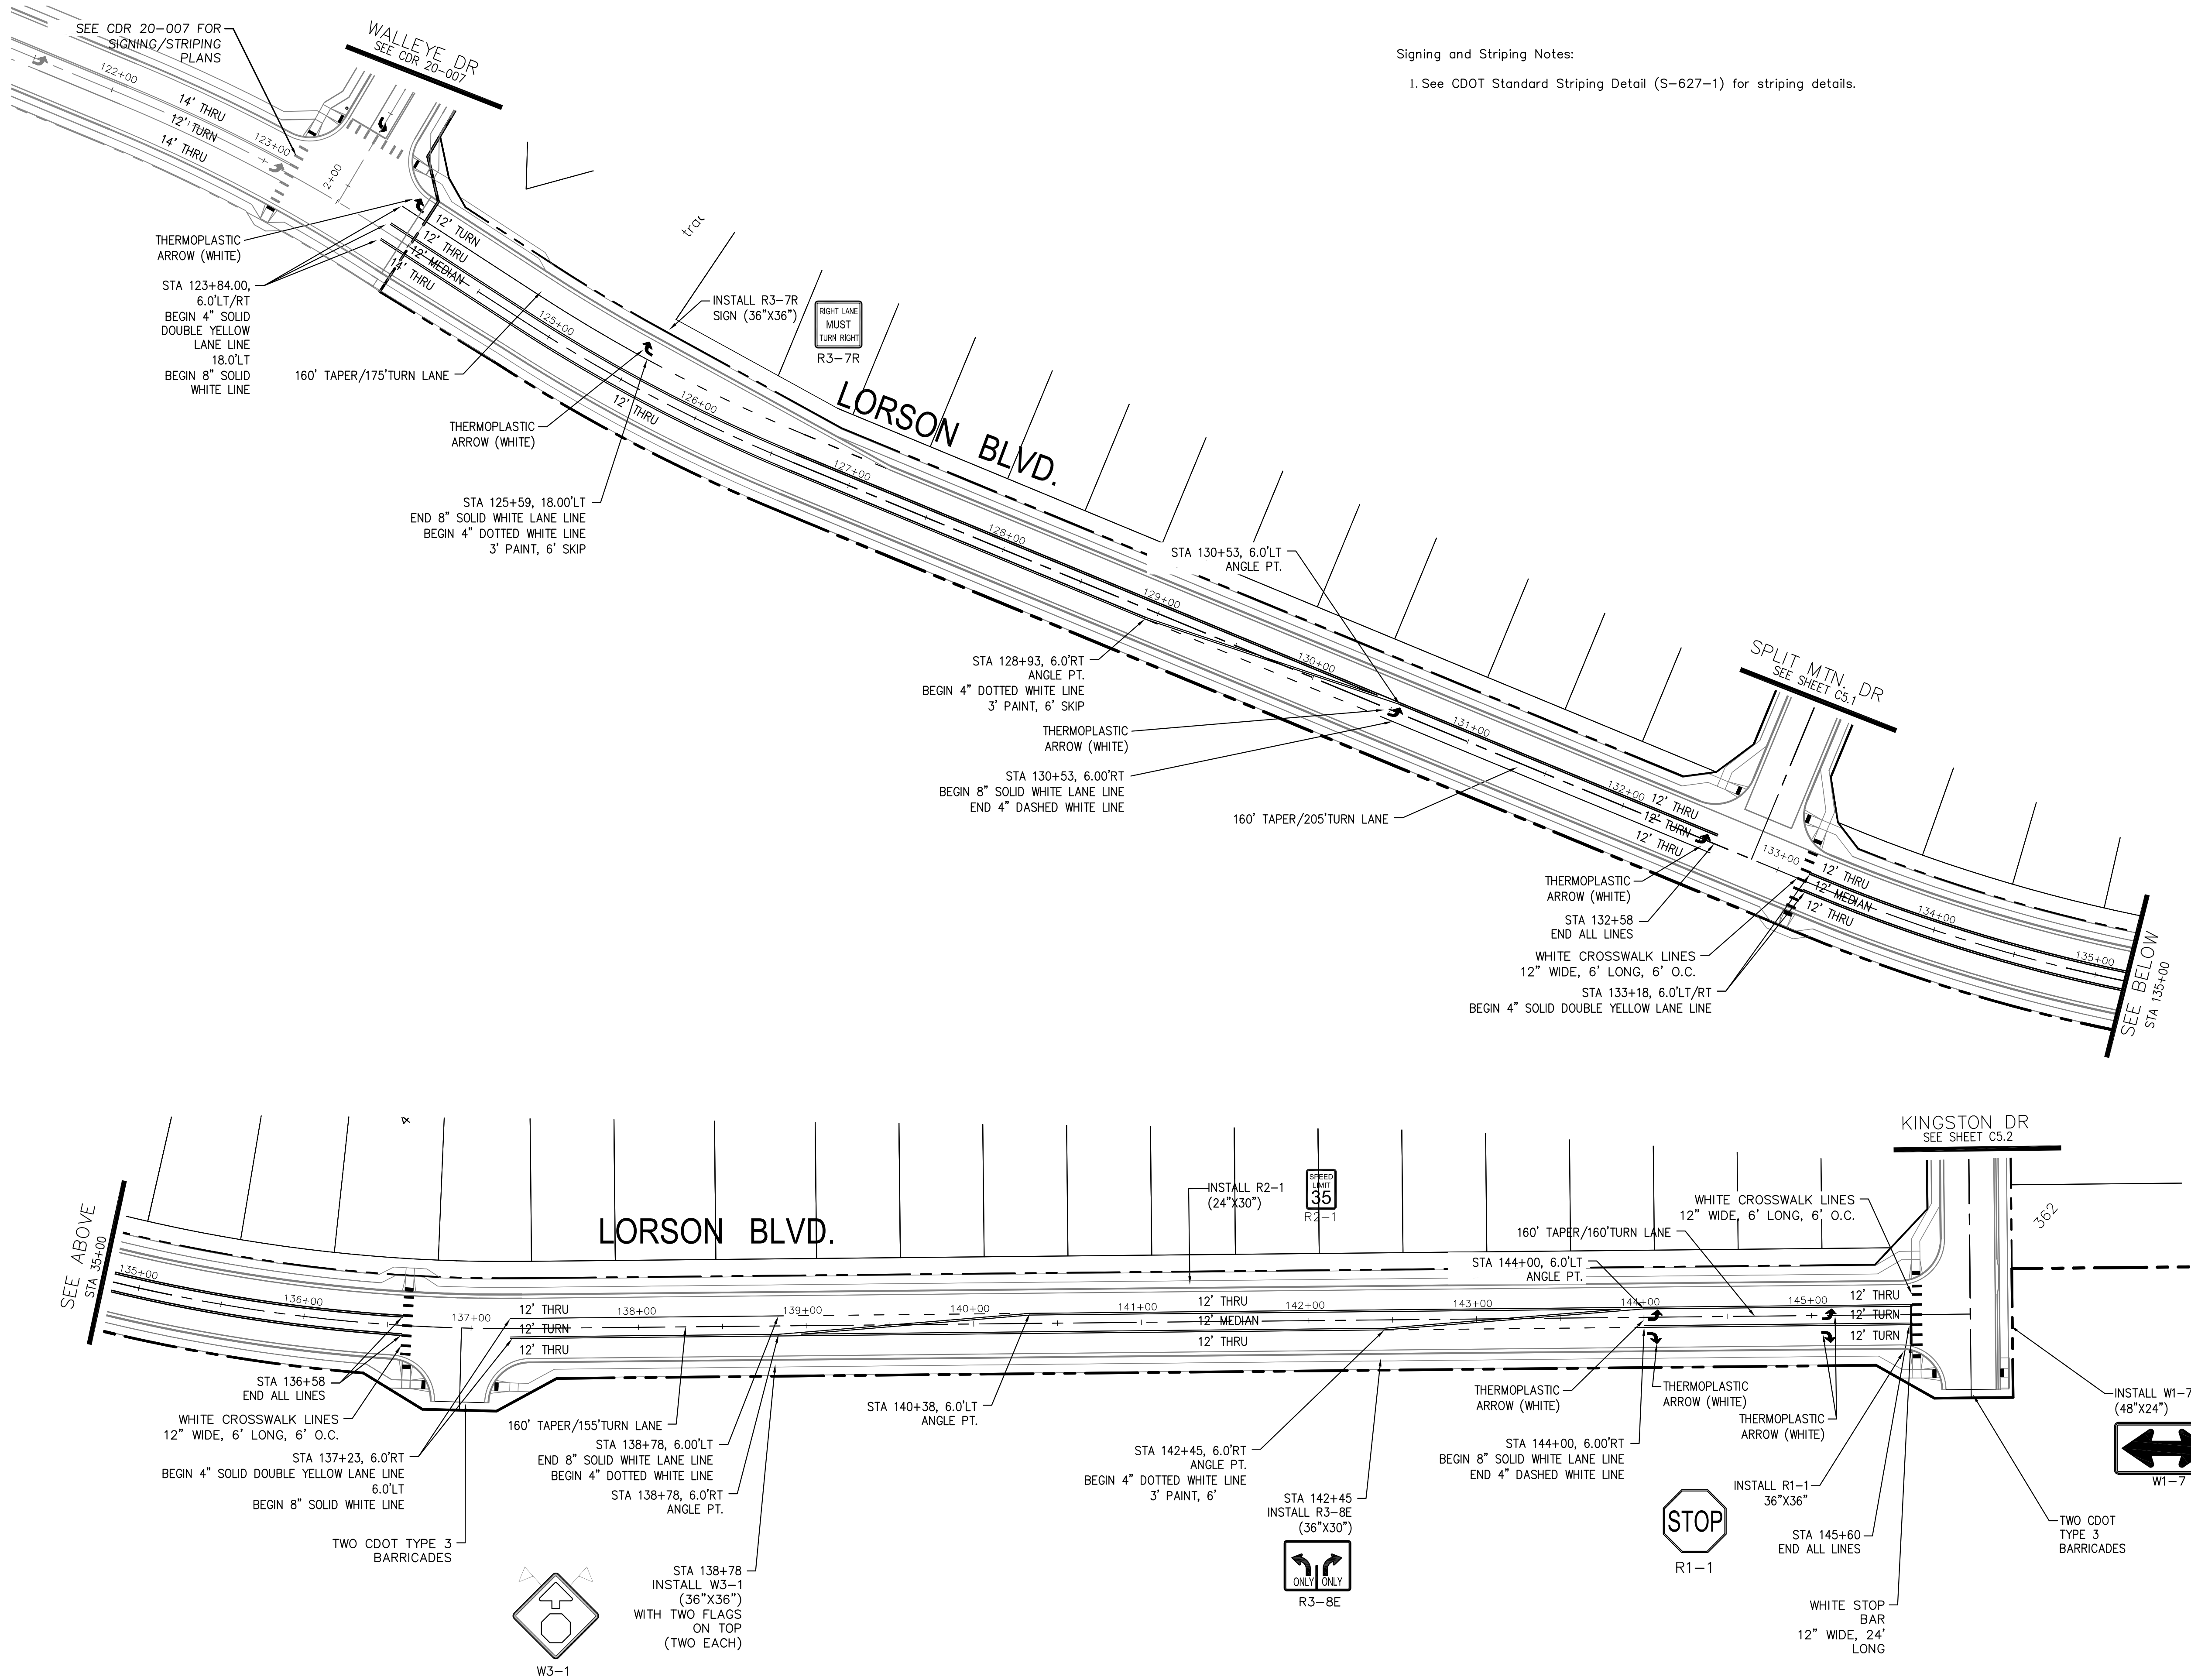 SEE CDR 20-007 FOR
SIGNING/STRIPING
PLANS
WALLEYE DR
SEE CDR 20-007
Signing and Striping Notes:
1. See CDOT Standard Striping Detail (S-627-1) for striping details.
122+00
14' THRU
12' TURN
14' THRU
123+00
2+00
THERMOPLASTIC
ARROW (WHITE)
12' TURN
12' THRU
12' MEDIAN
14' THRU
STA 123+84.00,
6.0'LT/RT
BEGIN 4" SOLID
DOUBLE YELLOW
LANE LINE
18.0'LT
BEGIN 8" SOLID
WHITE LINE
INSTALL R3-7R
SIGN (36"X36")
RIGHT LANE
MUST
TURN RIGHT
R3-7R
125+00
160' TAPER/175'TURN LANE
126+00
12' THRU
LORSON BLVD.
THERMOPLASTIC
ARROW (WHITE)
127+00
STA 125+59, 18.00'LT
END 8" SOLID WHITE LANE LINE
BEGIN 4" DOTTED WHITE LINE
3' PAINT, 6' SKIP
128+00
STA 130+53, 6.0'LT
ANGLE PT.
129+00
STA 128+93, 6.0'RT
ANGLE PT.
BEGIN 4" DOTTED WHITE LINE
3' PAINT, 6' SKIP
130+00
THERMOPLASTIC
ARROW (WHITE)
131+00
STA 130+53, 6.00'RT
BEGIN 8" SOLID WHITE LANE LINE
END 4" DASHED WHITE LINE
160' TAPER/205'TURN LANE
SPLIT MTN. DR
SEE SHEET C5.1
132+00
12' THRU
12' TURN
12' THRU
133+00
12' THRU
12' MEDIAN
12' THRU
134+00
135+00
THERMOPLASTIC
ARROW (WHITE)
STA 132+58
END ALL LINES
WHITE CROSSWALK LINES
12" WIDE, 6' LONG, 6' O.C.
STA 133+18, 6.0'LT/RT
BEGIN 4" SOLID DOUBLE YELLOW LANE LINE
SEE BELOW
STA 135+00
KINGSTON DR
SEE SHEET C5.2
SEE ABOVE
STA 35+00
LORSON BLVD.
INSTALL R2-1
(24"X30")
SPEED
LIMIT
35
R2-1
WHITE CROSSWALK LINES
12" WIDE, 6' LONG, 6' O.C.
160' TAPER/160'TURN LANE
362
STA 144+00, 6.0'LT
ANGLE PT.
135+00
136+00
137+00
138+00
139+00
140+00
141+00
142+00
143+00
144+00
145+00
12' THRU
12' TURN
12' THRU
12' THRU
12' MEDIAN
12' THRU
12' THRU
12' TURN
12' TURN
STA 136+58
END ALL LINES
WHITE CROSSWALK LINES
12" WIDE, 6' LONG, 6' O.C.
STA 137+23, 6.0'RT
BEGIN 4" SOLID DOUBLE YELLOW LANE LINE
6.0'LT
BEGIN 8" SOLID WHITE LINE
TWO CDOT TYPE 3
BARRICADES
160' TAPER/155'TURN LANE
STA 138+78, 6.00'LT
END 8" SOLID WHITE LANE LINE
BEGIN 4" DOTTED WHITE LINE
STA 138+78, 6.0'RT
ANGLE PT.
STA 138+78
INSTALL W3-1
(36"X36")
WITH TWO FLAGS
ON TOP
(TWO EACH)
W3-1
STA 140+38, 6.0'LT
ANGLE PT.
STA 142+45, 6.0'RT
ANGLE PT.
BEGIN 4" DOTTED WHITE LINE
3' PAINT, 6'
STA 142+45
INSTALL R3-8E
(36"X30")
ONLY ONLY
R3-8E
THERMOPLASTIC
ARROW (WHITE)
THERMOPLASTIC
ARROW (WHITE)
THERMOPLASTIC
ARROW (WHITE)
STA 144+00, 6.00'RT
BEGIN 8" SOLID WHITE LANE LINE
END 4" DASHED WHITE LINE
STOP
R1-1
INSTALL R1-1
36"X36"
STA 145+60
END ALL LINES
WHITE STOP
BAR
12" WIDE, 24'
LONG
TWO CDOT
TYPE 3
BARRICADES
INSTALL W1-7
(48"X24")
W1-7